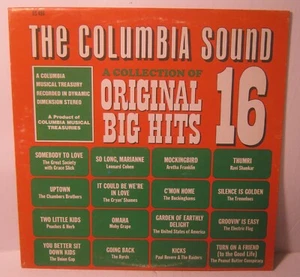 THE COLUMBIA SOUND
A COLUMBIA
MUSICAL TREASURY
RECORDED IN DYNAMIC
DIMENSION STEREO
A Product of
COLUMBIA MUSICAL
TREASURIES
A COLLECTION OF
16
ORIGINAL
BIG HITS
SOMEBODY TO LOVE
The Great Society
with Grace Slick
SO LONG, MARIANNE
Leonard Cohen
MOCKINGBIRD
Aretha Franklin
THUMRI
Ravi Shankar
UPTOWN
The Chambers Brothers
IT COULD BE WE'RE
IN LOVE
The Cryan' Shames
C'MON HOME
The Buckinghams
SILENCE IS GOLDEN
The Tremeloes
TWO LITTLE KIDS
Peaches & Herb
OMAHA
Moby Grape
GARDEN OF EARTHLY
DELIGHT
The United States of America
GROOVIN' IS EASY
The Electric Flag
YOU BETTER SIT
DOWN KIDS
The Union Gap
GOING BACK
The Byrds
KICKS
Paul Revere & The Raiders
TURN ON A FRIEND
(to the Good Life)
The Peanut Butter Conspiracy